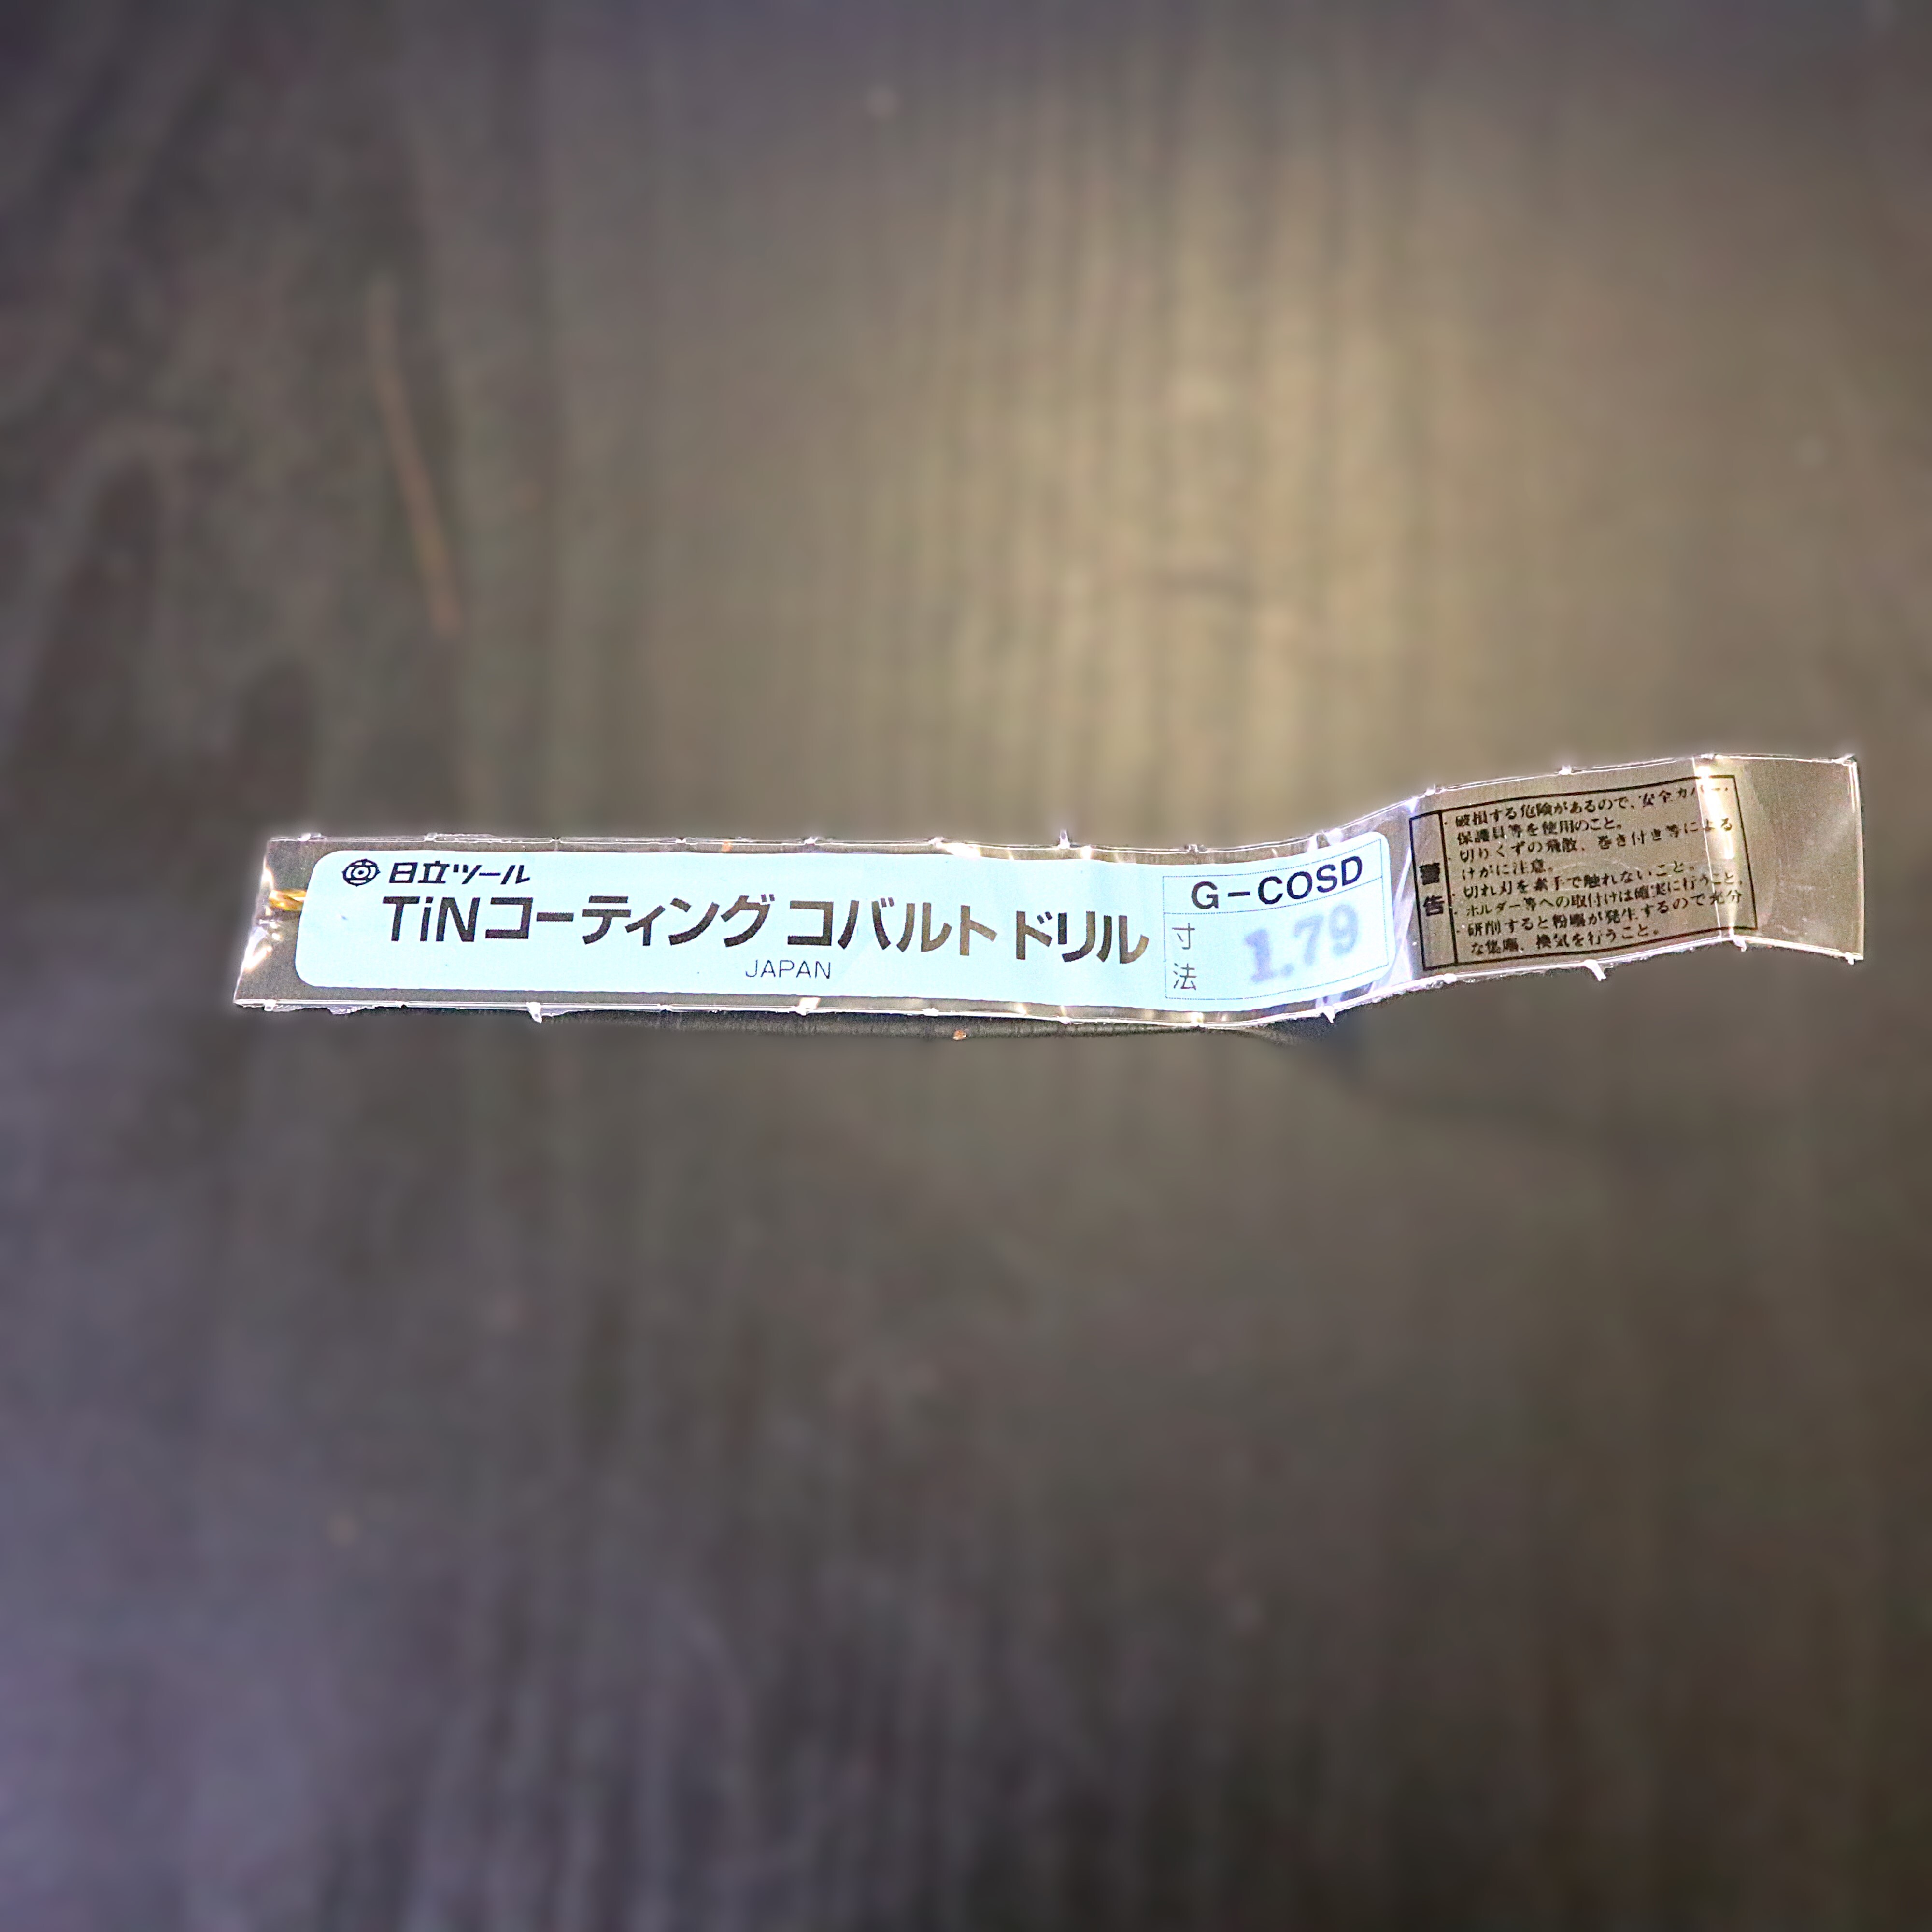 日立ツール
TiNコーティング コバルト ドリル
JAPAN
G-COSD
寸法
1.79
警告
・破損する危険があるので、安全カバー、
保護具等を使用のこと。
・切りくずの飛散、巻き付き等による
けがに注意。
・切れ刃を素手で触れないこと。
・ホルダー等への取付けは確実に行うこと。
・研削すると粉塵が発生するので充分
な集塵、換気を行うこと。